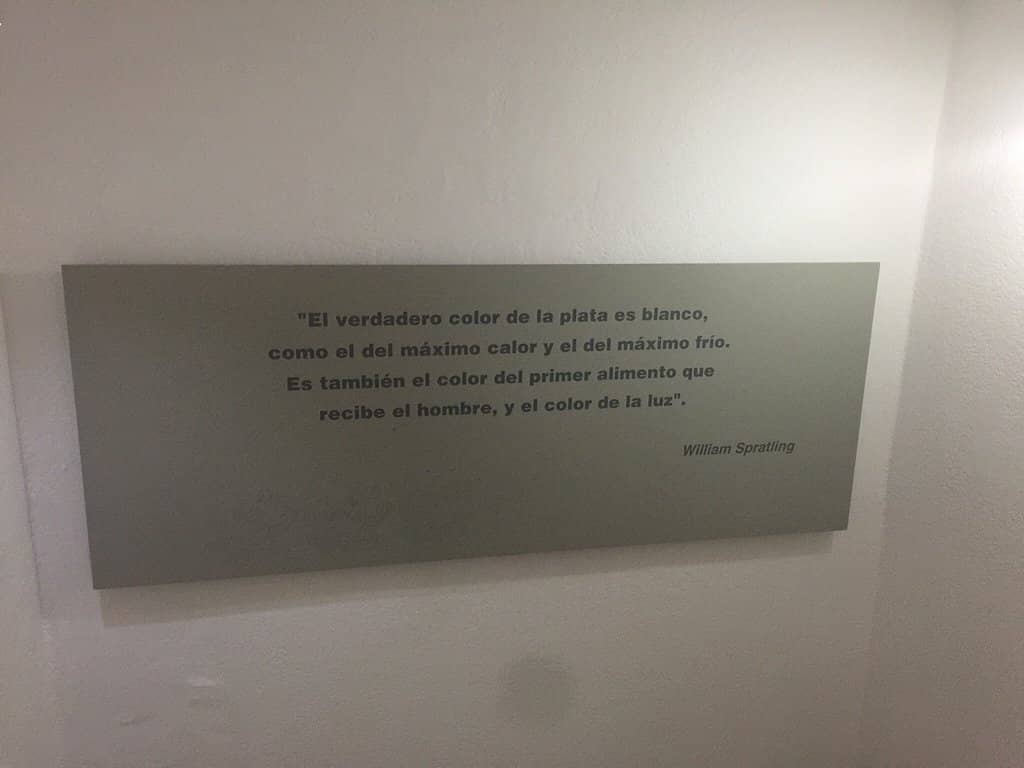 "El verdadero color de la plata es blanco,
como el del máximo calor y el del máximo frío.
Es también el color del primer alimento que
recibe el hombre, y el color de la luz".
William Spratling